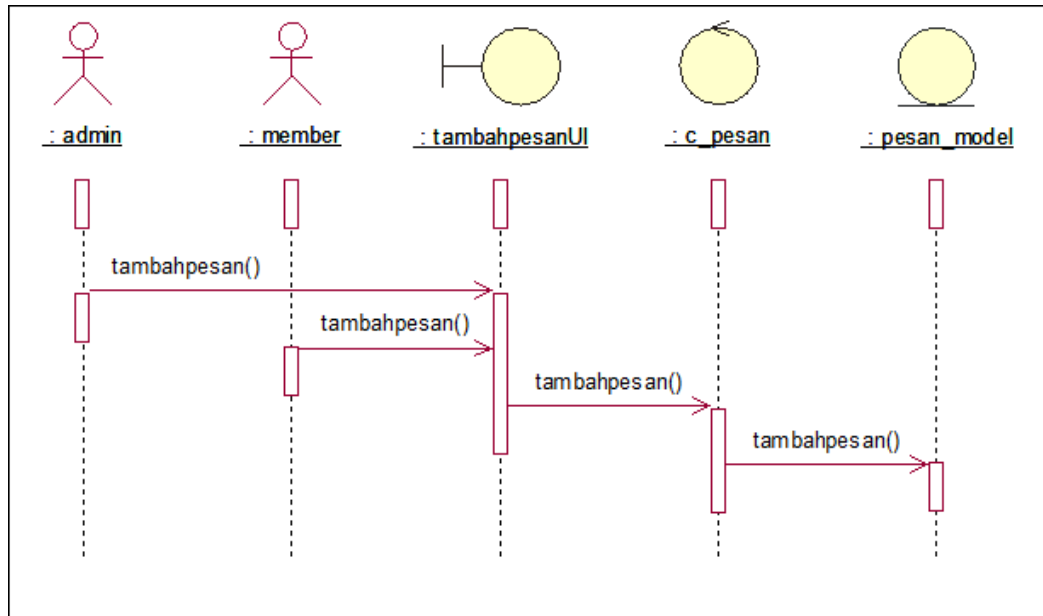 : admin
: member
: tambahpesanUI
: c_pesan
: pesan_model
tambahpesan()
tambahpesan()
tambahpesan()
tambahpesan()